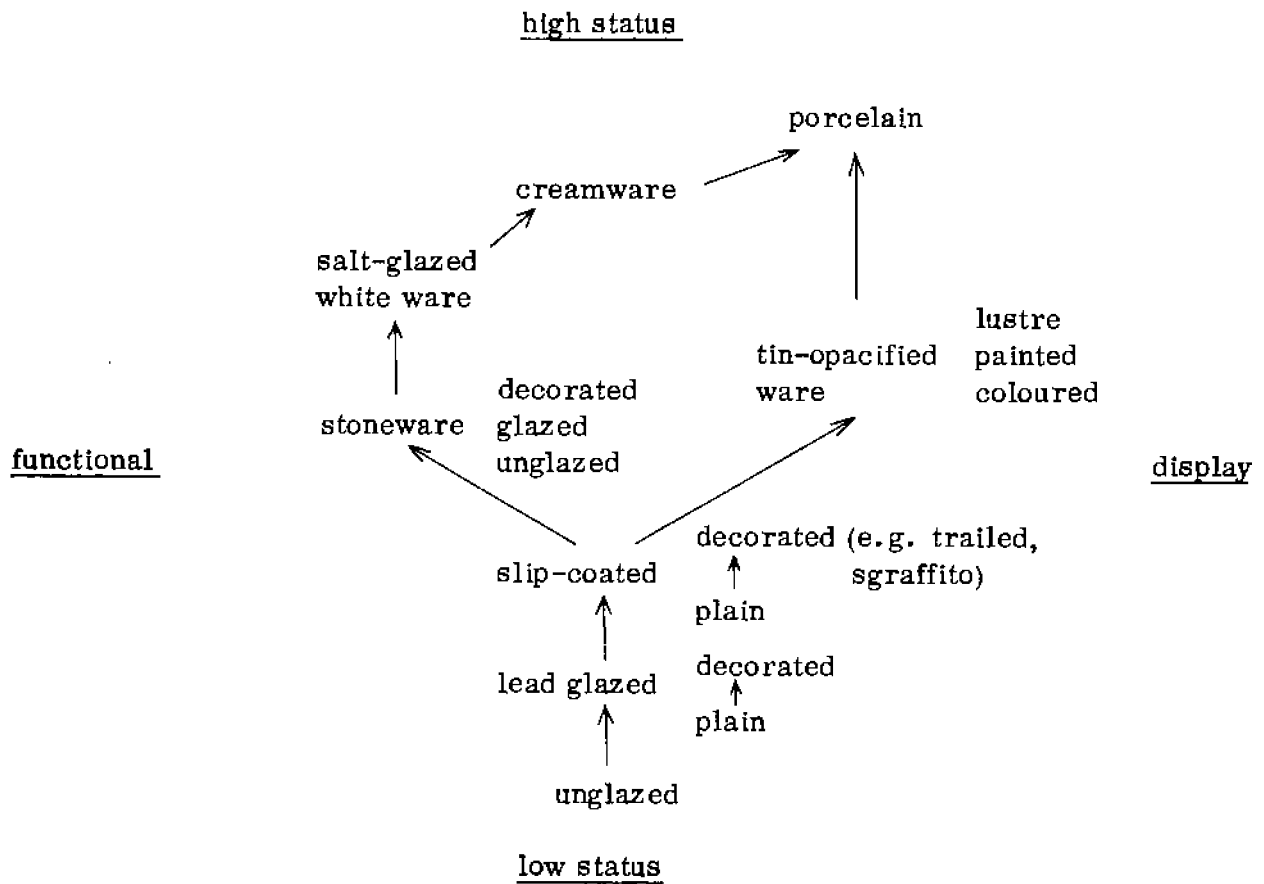 high status
porcelain
creamware
salt-glazed
white ware
lustre
tin-opacified painted
ware coloured
decorated
stoneware glazed
unglazed
functional
display
decorated (e.g. trailed,
sgraffito)
slip-coated
plain
decorated
lead glazed
plain
unglazed
low status